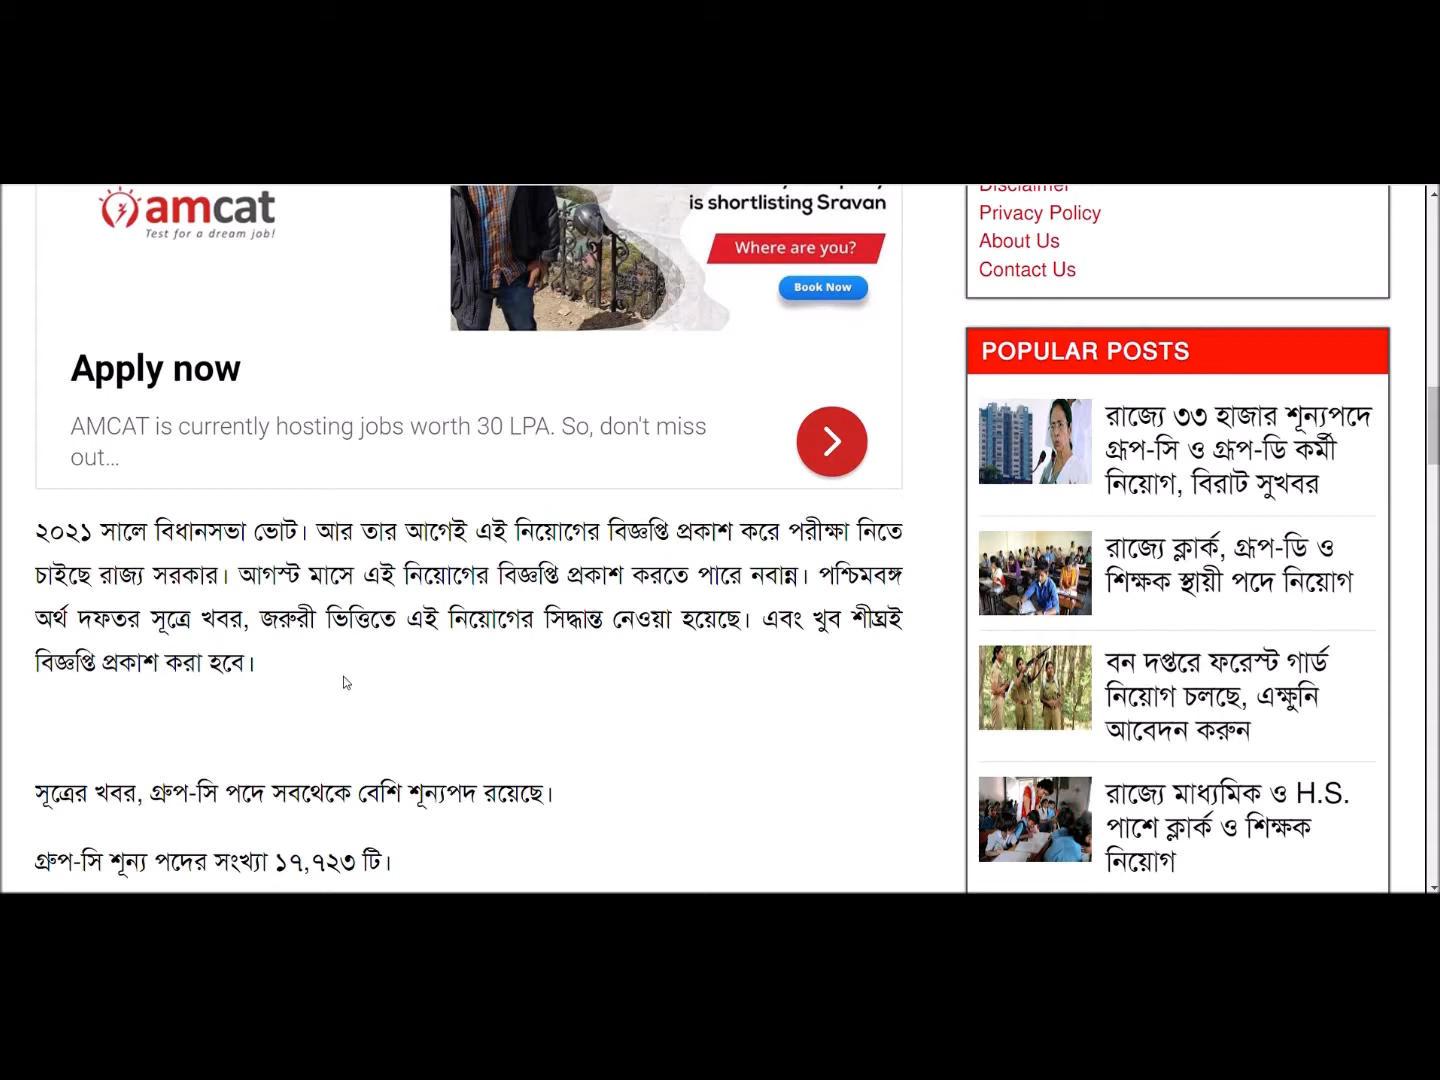 amcat
Test for a dream job!
is shortlisting Sravan
Where are you?
Book Now
Apply now
AMCAT is currently hosting jobs worth 30 LPA. So, don't miss
out...
২০২১ সালে বিধানসভা ভোট। আর তার আগেই এই নিয়োগের বিজ্ঞপ্তি প্রকাশ করে পরীক্ষা নিতে
চাইছে রাজ্য সরকার। আগস্ট মাসে এই নিয়োগের বিজ্ঞপ্তি প্রকাশ করতে পারে নবান্ন। পশ্চিমবঙ্গ
অর্থ দফতর সূত্রে খবর, জরুরী ভিত্তিতে এই নিয়োগের সিদ্ধান্ত নেওয়া হয়েছে। এবং খুব শীঘ্রই
বিজ্ঞপ্তি প্রকাশ করা হবে।
সূত্রের খবর, গ্রুপ-সি পদে সবথেকে বেশি শূন্যপদ রয়েছে।
গ্রুপ-সি শূন্য পদের সংখ্যা ১৭,৭২৩ টি।
Disclaimer
Privacy Policy
About Us
Contact Us
POPULAR POSTS
রাজ্যে ৩৩ হাজার শূন্যপদে
গ্রূপ-সি ও গ্রূপ-ডি কর্মী
নিয়োগ, বিরাট সুখবর
রাজ্যে ক্লার্ক, গ্রূপ-ডি ও
শিক্ষক স্থায়ী পদে নিয়োগ
বন দপ্তরে ফরেস্ট গার্ড
নিয়োগ চলছে, এক্ষুনি
আবেদন করুন
রাজ্যে মাধ্যমিক ও H.S.
পাশে ক্লার্ক ও শিক্ষক
নিয়োগ